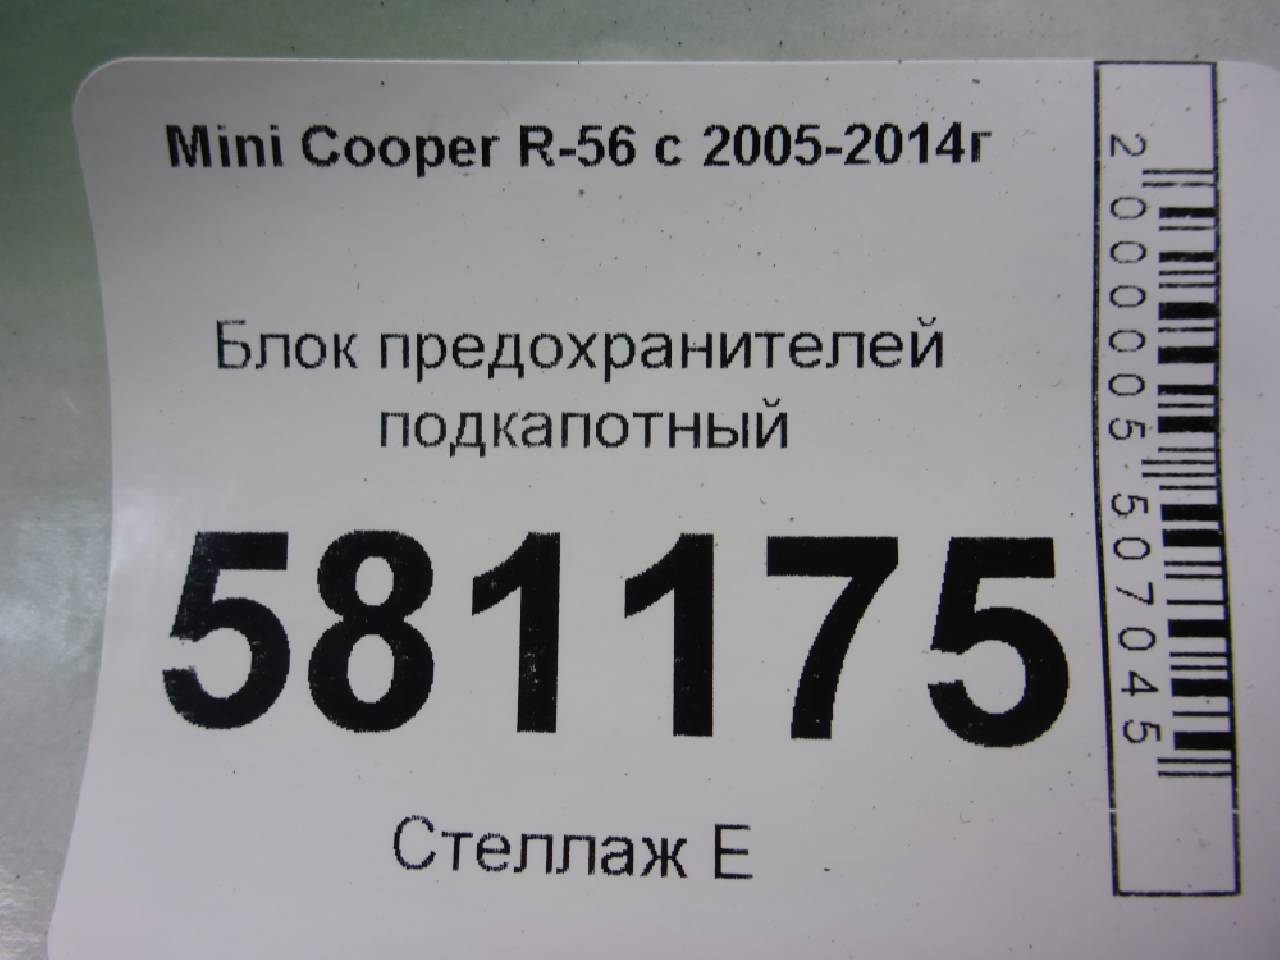 Mini Cooper R-56 с 2005-2014г
Блок предохранителей
подкапотный
581175
Стеллаж Е
2000005507045